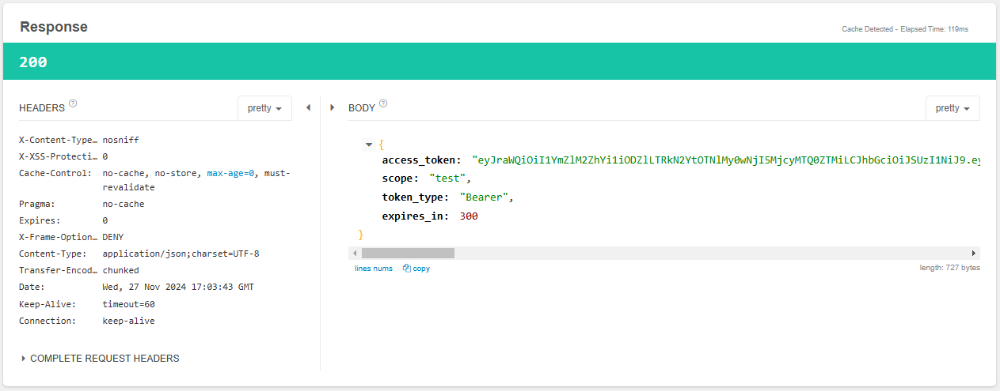 Response
Cache Detected - Elapsed Time: 119ms
200
HEADERS ?
pretty
X-Content-Type… nosniff
X-XSS-Protecti… 0
Cache-Control: no-cache, no-store, max-age=0, must-
revalidate
Pragma: no-cache
Expires: 0
X-Frame-Option… DENY
Content-Type: application/json;charset=UTF-8
Transfer-Encod… chunked
Date: Wed, 27 Nov 2024 17:03:43 GMT
Keep-Alive: timeout=60
Connection: keep-alive
COMPLETE REQUEST HEADERS
BODY ?
pretty
{
access_token: "eyJraWQiOiI1YmZlM2ZhYi1iODZlLTRkN2YtOTNlMy0wNjI5MjcyMTQ0ZTMiLCJhbGciOiJSUzI1NiJ9.ey
scope: "test",
token_type: "Bearer",
expires_in: 300
}
lines nums copy
length: 727 bytes